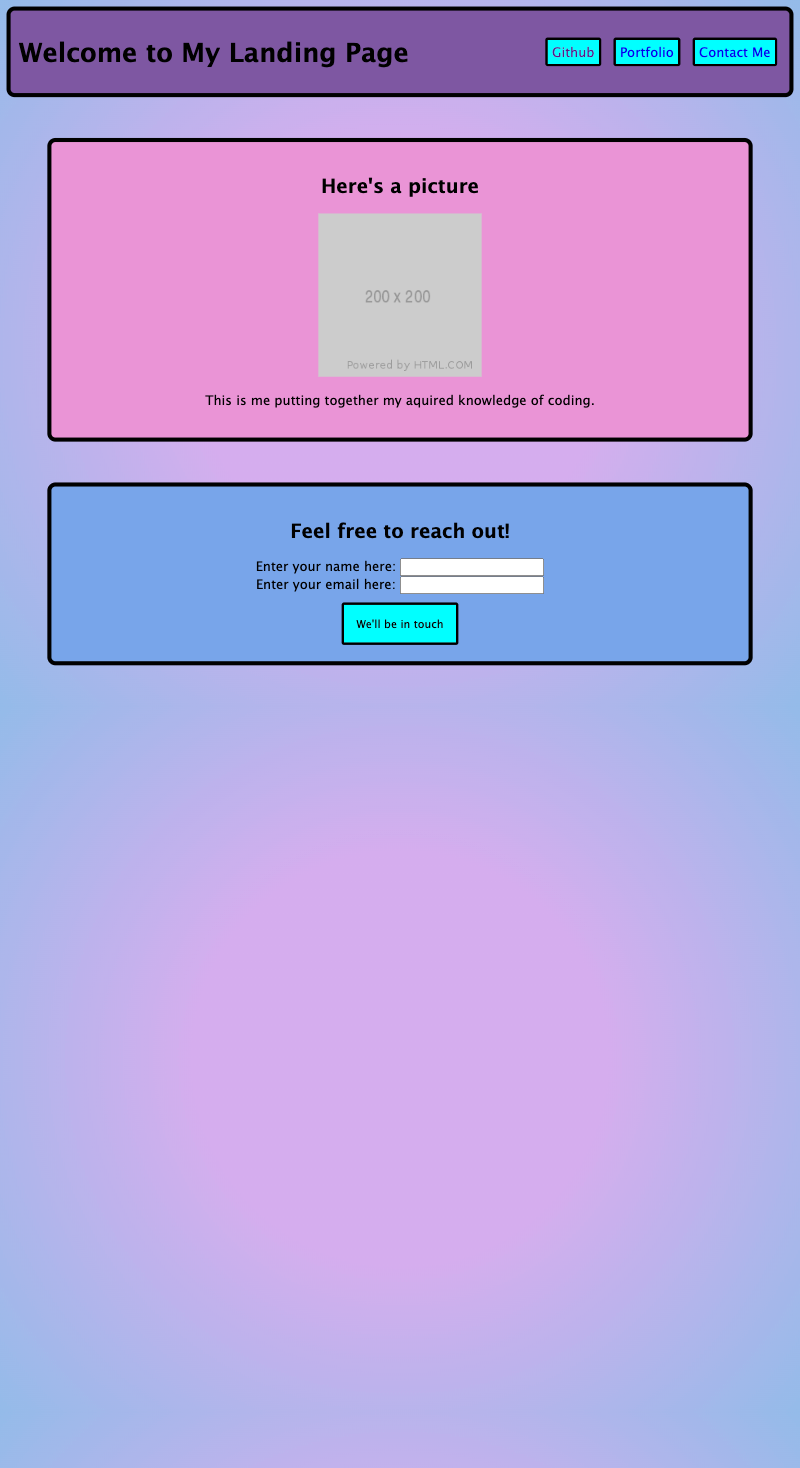 Welcome to My Landing Page
Github
Portfolio
Contact Me
Here's a picture
200 x 200
Powered by HTML.COM
This is me putting together my aquired knowledge of coding.
Feel free to reach out!
Enter your name here:
Enter your email here:
We'll be in touch